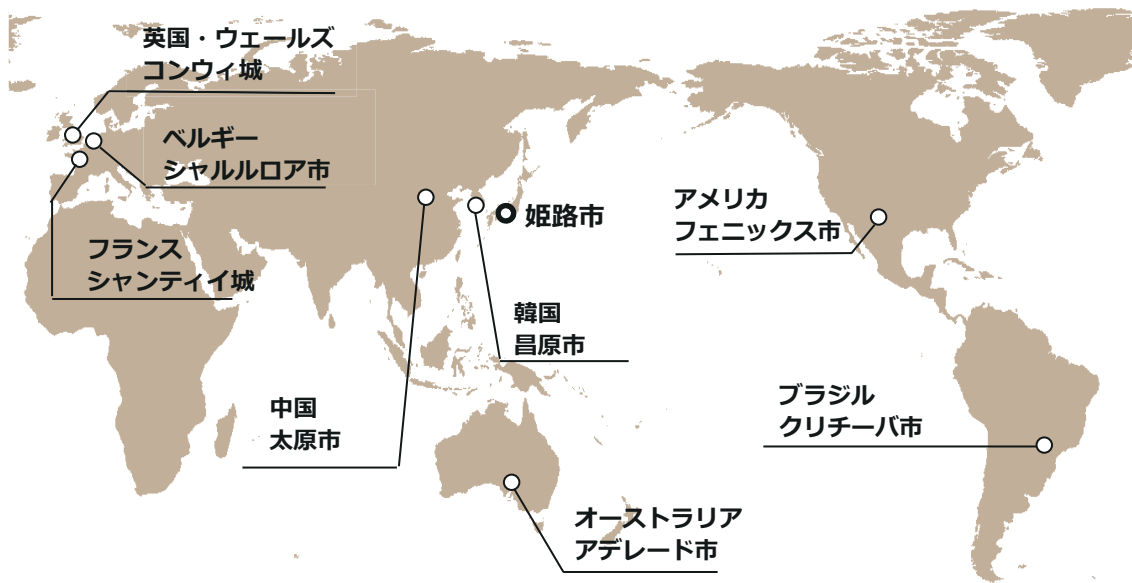 英国・ウェールズ
コンウィ城
ベルギー
シャルルロア市
フランス
シャンティイ城
姫路市
アメリカ
フェニックス市
韓国
昌原市
中国
太原市
ブラジル
クリチーバ市
オーストラリア
アデレード市